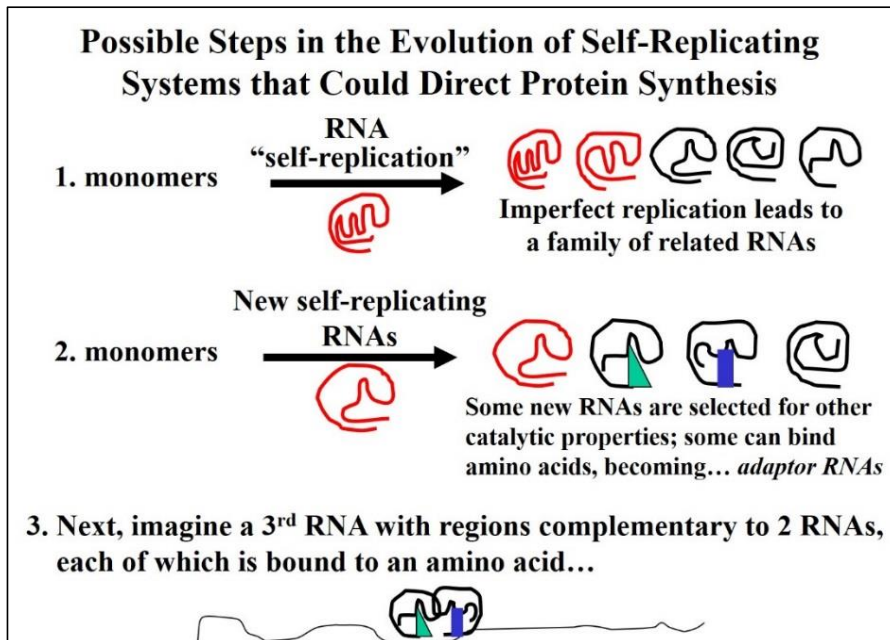 Possible Steps in the Evolution of Self-Replicating
Systems that Could Direct Protein Synthesis
RNA
“self-replication”
1. monomers
Imperfect replication leads to
a family of related RNAs
New self-replicating
RNAs
2. monomers
Some new RNAs are selected for other
catalytic properties; some can bind
amino acids, becoming… adaptor RNAs
3. Next, imagine a 3rd RNA with regions complementary to 2 RNAs,
each of which is bound to an amino acid…